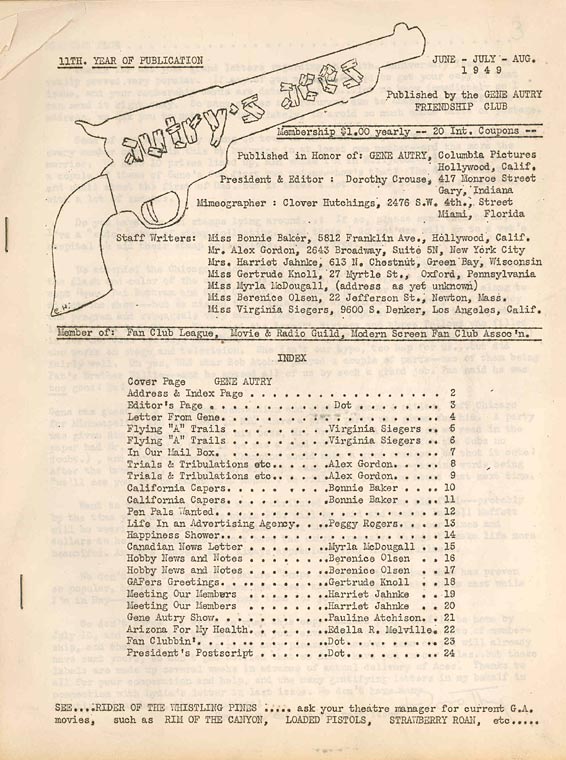 11TH. YEAR OF PUBLICATION
JUNE - JULY - AUG.
1949
AUTRY'S ACES
Published by the GENE AUTRY
FRIENDSHIP CLUB
Membership $1.00 yearly -- 20 Int. Coupons --
Published in Honor of: GENE AUTRY, Columbia Pictures
Hollywood, Calif.
President & Editor : Dorothy Crouse, 417 Monroe Street
Gary, Indiana
Mimeographer : Clover Hutchings, 2476 S.W. 4th., Street
Miami, Florida
Staff Writers: Miss Bonnie Baker, 5812 Franklin Ave., Hollywood, Calif.
Mr. Alex Gordon, 2643 Broadway, Suite 5N, New York City
Mrs. Harriet Jahnke, 613 N. Chestnut, Green Bay, Wisconsin
Miss Gertrude Knoll, 27 Myrtle St., Oxford, Pennsylvania
Miss Myrla McDougall, (address as yet unknown)
Miss Berenice Olsen, 22 Jefferson St., Newton, Mass.
Miss Virginia Siegers, 9600 S. Denker, Los Angeles, Calif.
C.H.
Member of: Fan Club League, Movie & Radio Guild, Modern Screen Fan Club Assoc'n.
INDEX
Cover Page GENE AUTRY
Address & Index Page . . . . . . . . . . . . . . . . 2
Editor's Page . . . . . . . . . Dot . . . . . . . 3
Letter From Gene. . . . . . . . . . . . . . . . . 4
Flying "A" Trails . . . . . . .Virginia Siegers . . 5
Flying "A" Trails . . . . . . .Virginia Siegers . . 6
In Our Mail Box. . . . . . . . . . . . . . . . . 7
Trials & Tribulations etc. . . .Alex Gordon. . . . . 8
Trials & Tribulations etc. . . .Alex Gordon. . . . . 9
California Capers. . . . . . . .Bonnie Baker . . . . 10
California Capers. . . . . . . .Bonnie Baker . . . . 11
Pen Pals Wanted. . . . . . . . . . . . . . . . . 12
Life In an Advertising Agency. . . .Peggy Rogers. . . . 13
Happiness Shower. . . . . . . . . . . . . . . . . 14
Canadian News Letter . . . . . .Myrla McDougall . . 15
Hobby News and Notes . . . . . .Berenice Olsen . . 16
Hobby News and Notes . . . . . .Berenice Olsen . . 17
GAFers Greetings. . . . . . . .Gertrude Knoll . . 18
Meeting Our Members . . . . . .Harriet Jahnke . . 19
Meeting Our Members . . . . . .Harriet Jahnke . . 20
Gene Autry Show. . . . . . . . .Pauline Atchison. . 21
Arizona For My Health. . . . . .Edella R. Melville. 22
Fan Clubbin'. . . . . . . . . .Dot. . . . . . . . 23
President's Postscript . . . . .Dot. . . . . . . . 24
SEE....RIDER OF THE WHISTLING PINES ..... ask your theatre manager for current G.A.
movies, such as RIM OF THE CANYON, LOADED PISTOLS, STRAWBERRY ROAN, etc.....